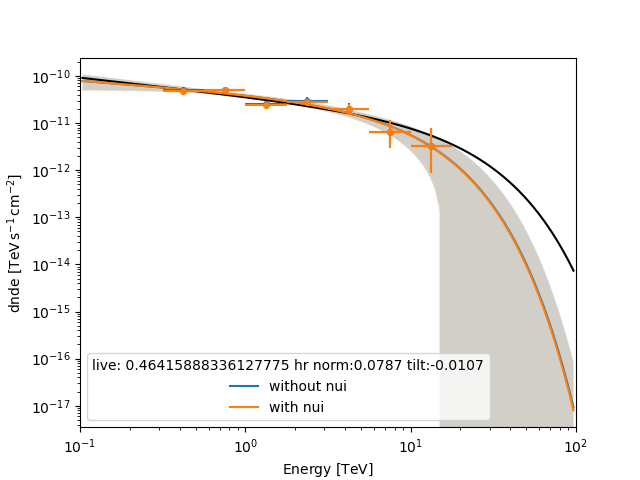 10⁻¹⁰
10⁻¹¹
10⁻¹²
10⁻¹³
10⁻¹⁴
10⁻¹⁵
10⁻¹⁶
10⁻¹⁷
dnde [TeV s⁻¹ cm⁻²]
live: 0.46415888336127775 hr norm:0.0787 tilt:-0.0107
without nui
with nui
10⁻¹ 10⁰ 10¹ 10²
Energy [TeV]